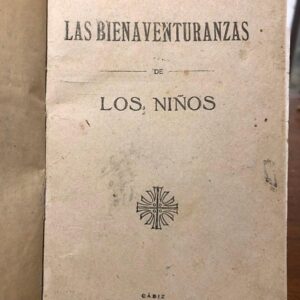 LAS BIENAVENTURANZAS
DE
LOS NIÑOS
CÁDIZ